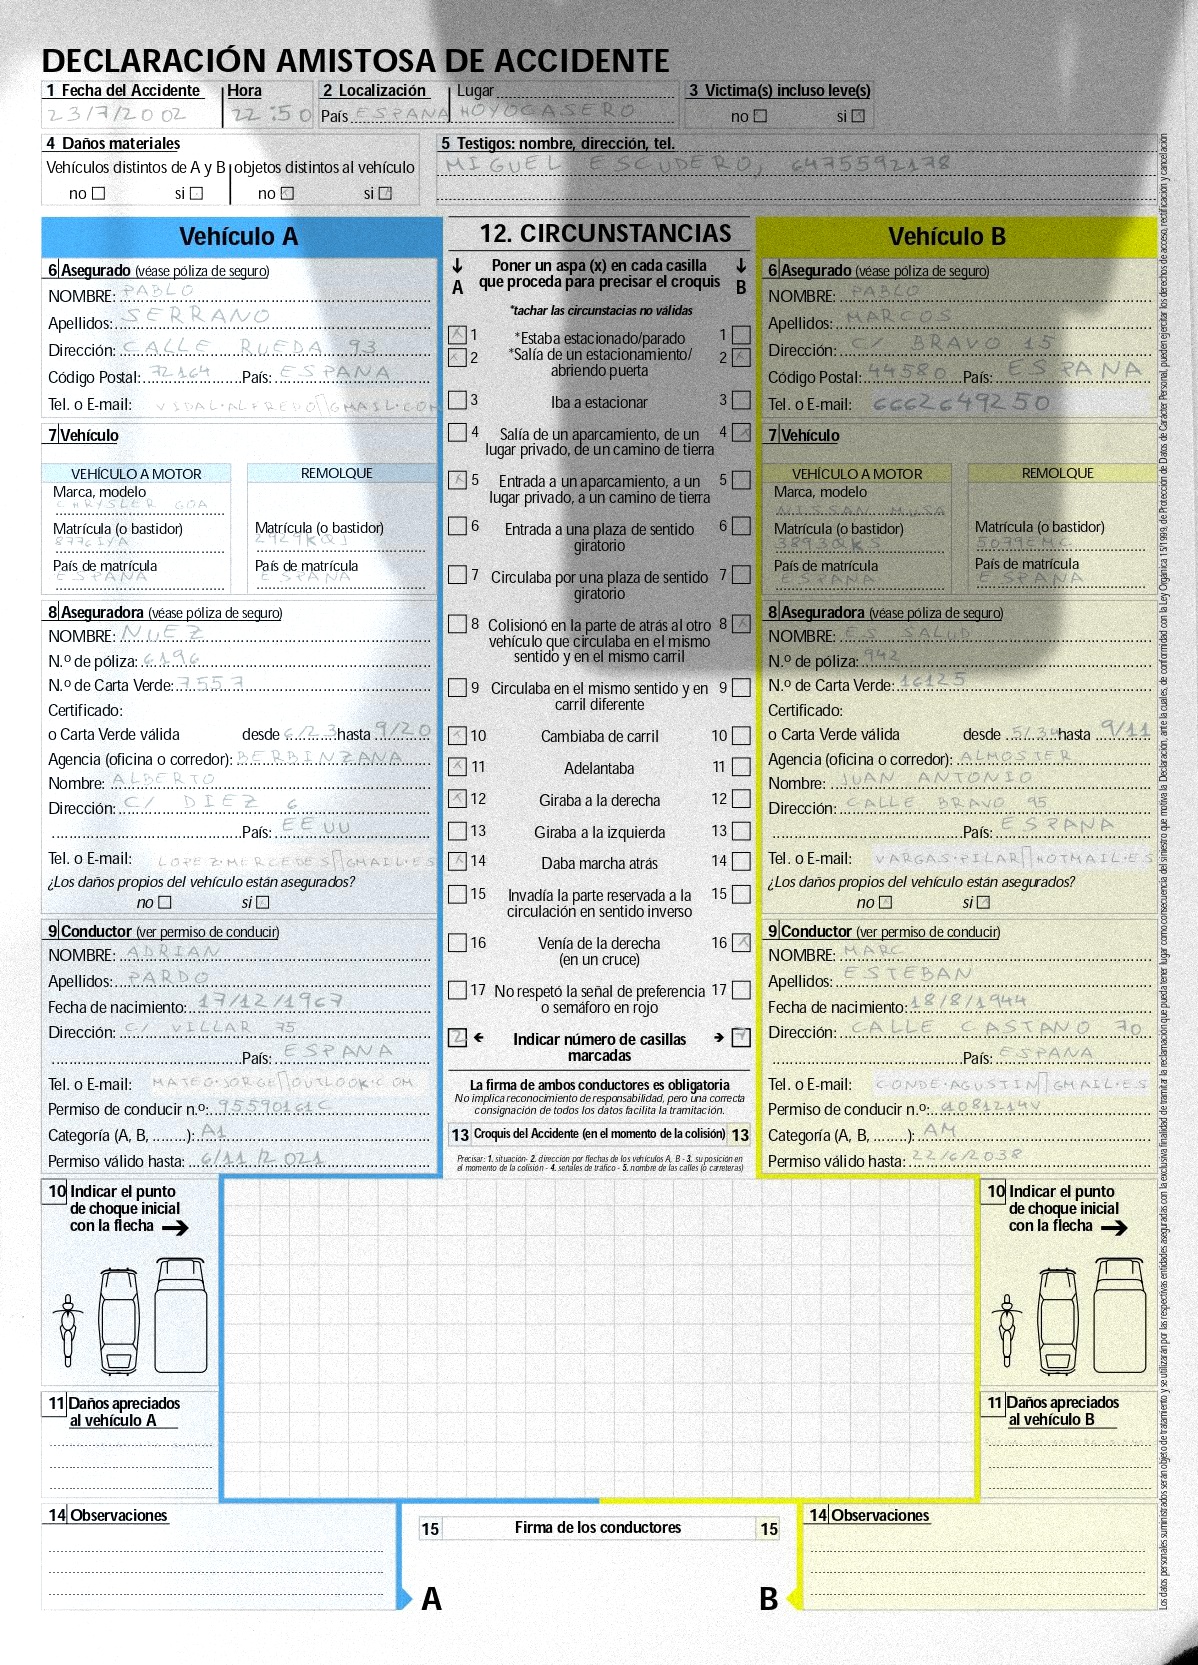 DECLARACIÓN AMISTOSA DE ACCIDENTE
1 Fecha del Accidente Hora 2 Localización Lugar HOYOCASERO 3 Victima(s) incluso leve(s)
23/7/2002 22:50 País ESPAÑA no si
4 Daños materiales 5 Testigos: nombre, dirección, tel.
Vehículos distintos de A y B objetos distintos al vehículo MIGUEL ESCUDERO, 6475592178
no si no si
Vehículo A 12. CIRCUNSTANCIAS Vehículo B
Poner un aspa (x) en cada casilla que proceda para precisar el croquis
A B
*tachar las circunstacias no válidas
6 Asegurado (véase póliza de seguro)
NOMBRE: PABLO
Apellidos: SERRANO
Dirección: CALLE RUEDA 93
Código Postal: 72164 País: ESPAÑA
Tel. o E-mail: VIDAL.ALFREDO GMAIL.COM
7 Vehículo
VEHÍCULO A MOTOR REMOLQUE
Marca, modelo
CHRYSLER GOA
Matrícula (o bastidor) Matrícula (o bastidor)
8776IYA 2929KQJ
País de matrícula País de matrícula
ESPAÑA ESPAÑA
8 Aseguradora (véase póliza de seguro)
NOMBRE: NUEZ
N.º de póliza: 6196
N.º de Carta Verde: 7557
Certificado:
o Carta Verde válida desde 6/23 hasta 9/20
Agencia (oficina o corredor): BERBINZANA
Nombre: ALBERTO
Dirección: C/ DIEZ 6
País: EEUU
Tel. o E-mail: LOPEZ.MERCEDES GMAIL.ES
¿Los daños propios del vehículo están asegurados?
no si
9 Conductor (ver permiso de conducir)
NOMBRE: ADRIAN
Apellidos: PARDO
Fecha de nacimiento: 17/12/1967
Dirección: C/ VILLAR 75
País: ESPAÑA
Tel. o E-mail: MATEO.JORGE OUTLOOK.COM
Permiso de conducir n.º: 95590161C
Categoría (A, B, ........): A1
Permiso válido hasta: 6/11/2021
1 *Estaba estacionado/parado 1
2 *Salía de un estacionamiento/ 2
abriendo puerta
3 Iba a estacionar 3
4 Salía de un aparcamiento, de un 4
lugar privado, de un camino de tierra
5 Entrada a un aparcamiento, a un 5
lugar privado, a un camino de tierra
6 Entrada a una plaza de sentido 6
giratorio
7 Circulaba por una plaza de sentido 7
giratorio
8 Colisionó en la parte de atrás al otro 8
vehículo que circulaba en el mismo
sentido y en el mismo carril
9 Circulaba en el mismo sentido y en 9
carril diferente
10 Cambiaba de carril 10
11 Adelantaba 11
12 Giraba a la derecha 12
13 Giraba a la izquierda 13
14 Daba marcha atrás 14
15 Invadía la parte reservada a la 15
circulación en sentido inverso
16 Venía de la derecha 16
(en un cruce)
17 No respetó la señal de preferencia 17
o semáforo en rojo
2 Indicar número de casillas 7
marcadas
La firma de ambos conductores es obligatoria
No implica reconocimiento de responsabilidad, pero una correcta
consignación de todos los datos facilita la tramitación.
13 Croquis del Accidente (en el momento de la colisión) 13
Precisar: 1. situación- 2. dirección por flechas de los vehículos A, B - 3. su posición en
el momento de la colisión - 4. señales de tráfico - 5. nombre de las calles (o carreteras)
6 Asegurado (véase póliza de seguro)
NOMBRE: PABLO
Apellidos: MARCOS
Dirección: C/ BRAVO 15
Código Postal: 44580 País: ESPAÑA
Tel. o E-mail: 6662649250
7 Vehículo
VEHÍCULO A MOTOR REMOLQUE
Marca, modelo
NISSAN MUSA
Matrícula (o bastidor) Matrícula (o bastidor)
3893QKS 5079EMC
País de matrícula País de matrícula
ESPAÑA ESPAÑA
8 Aseguradora (véase póliza de seguro)
NOMBRE: ES SALUD
N.º de póliza: 942
N.º de Carta Verde: 16125
Certificado:
o Carta Verde válida desde hasta 9/11
Agencia (oficina o corredor): ALMOSTER
Nombre: JUAN ANTONIO
Dirección: CALLE BRAVO 95
País: ESPAÑA
Tel. o E-mail: VARGAS.PILAR HOTMAIL.ES
¿Los daños propios del vehículo están asegurados?
no si
9 Conductor (ver permiso de conducir)
NOMBRE: MARC
Apellidos: ESTEBAN
Fecha de nacimiento: 18/8/1944
Dirección: CALLE CASTAÑO 70
País: ESPAÑA
Tel. o E-mail: CONDE.AGUSTIN GMAIL.ES
Permiso de conducir n.º: 61081214V
Categoría (A, B, ........): AM
Permiso válido hasta: 22/6/2038
10 Indicar el punto
de choque inicial
con la flecha
11 Daños apreciados
al vehículo A
10 Indicar el punto
de choque inicial
con la flecha
11 Daños apreciados
al vehículo B
14 Observaciones
15 Firma de los conductores 15
A B
14 Observaciones
Los datos personales suministrados serán objeto de tratamiento y se utilizarán por las respectivas entidades aseguradas con la exclusiva finalidad de tramitar la reclamación que pueda tener lugar como consecuencia del siniestro que motiva la Declaración, ante la cuales, de conformidad con la Ley Orgánica 15/1999, de Protección de Datos de Carácter Personal, pueden ejercitar los derechos de acceso, rectificación y cancelación